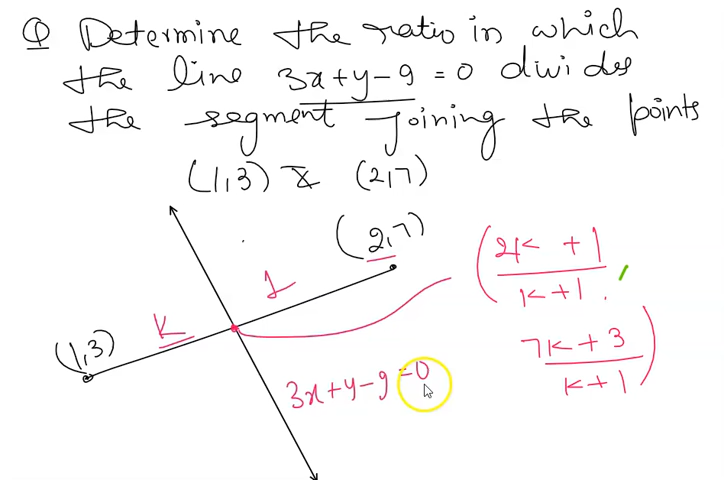 Q Determine the ratio in which
the line 3x+y-9=0 divides
the segment joining the points
(1,3) & (2,7)
(2,7)
1
K
(1,3)
3x+y-9=0
(2K+1
K+1 ,
7K+3
K+1)